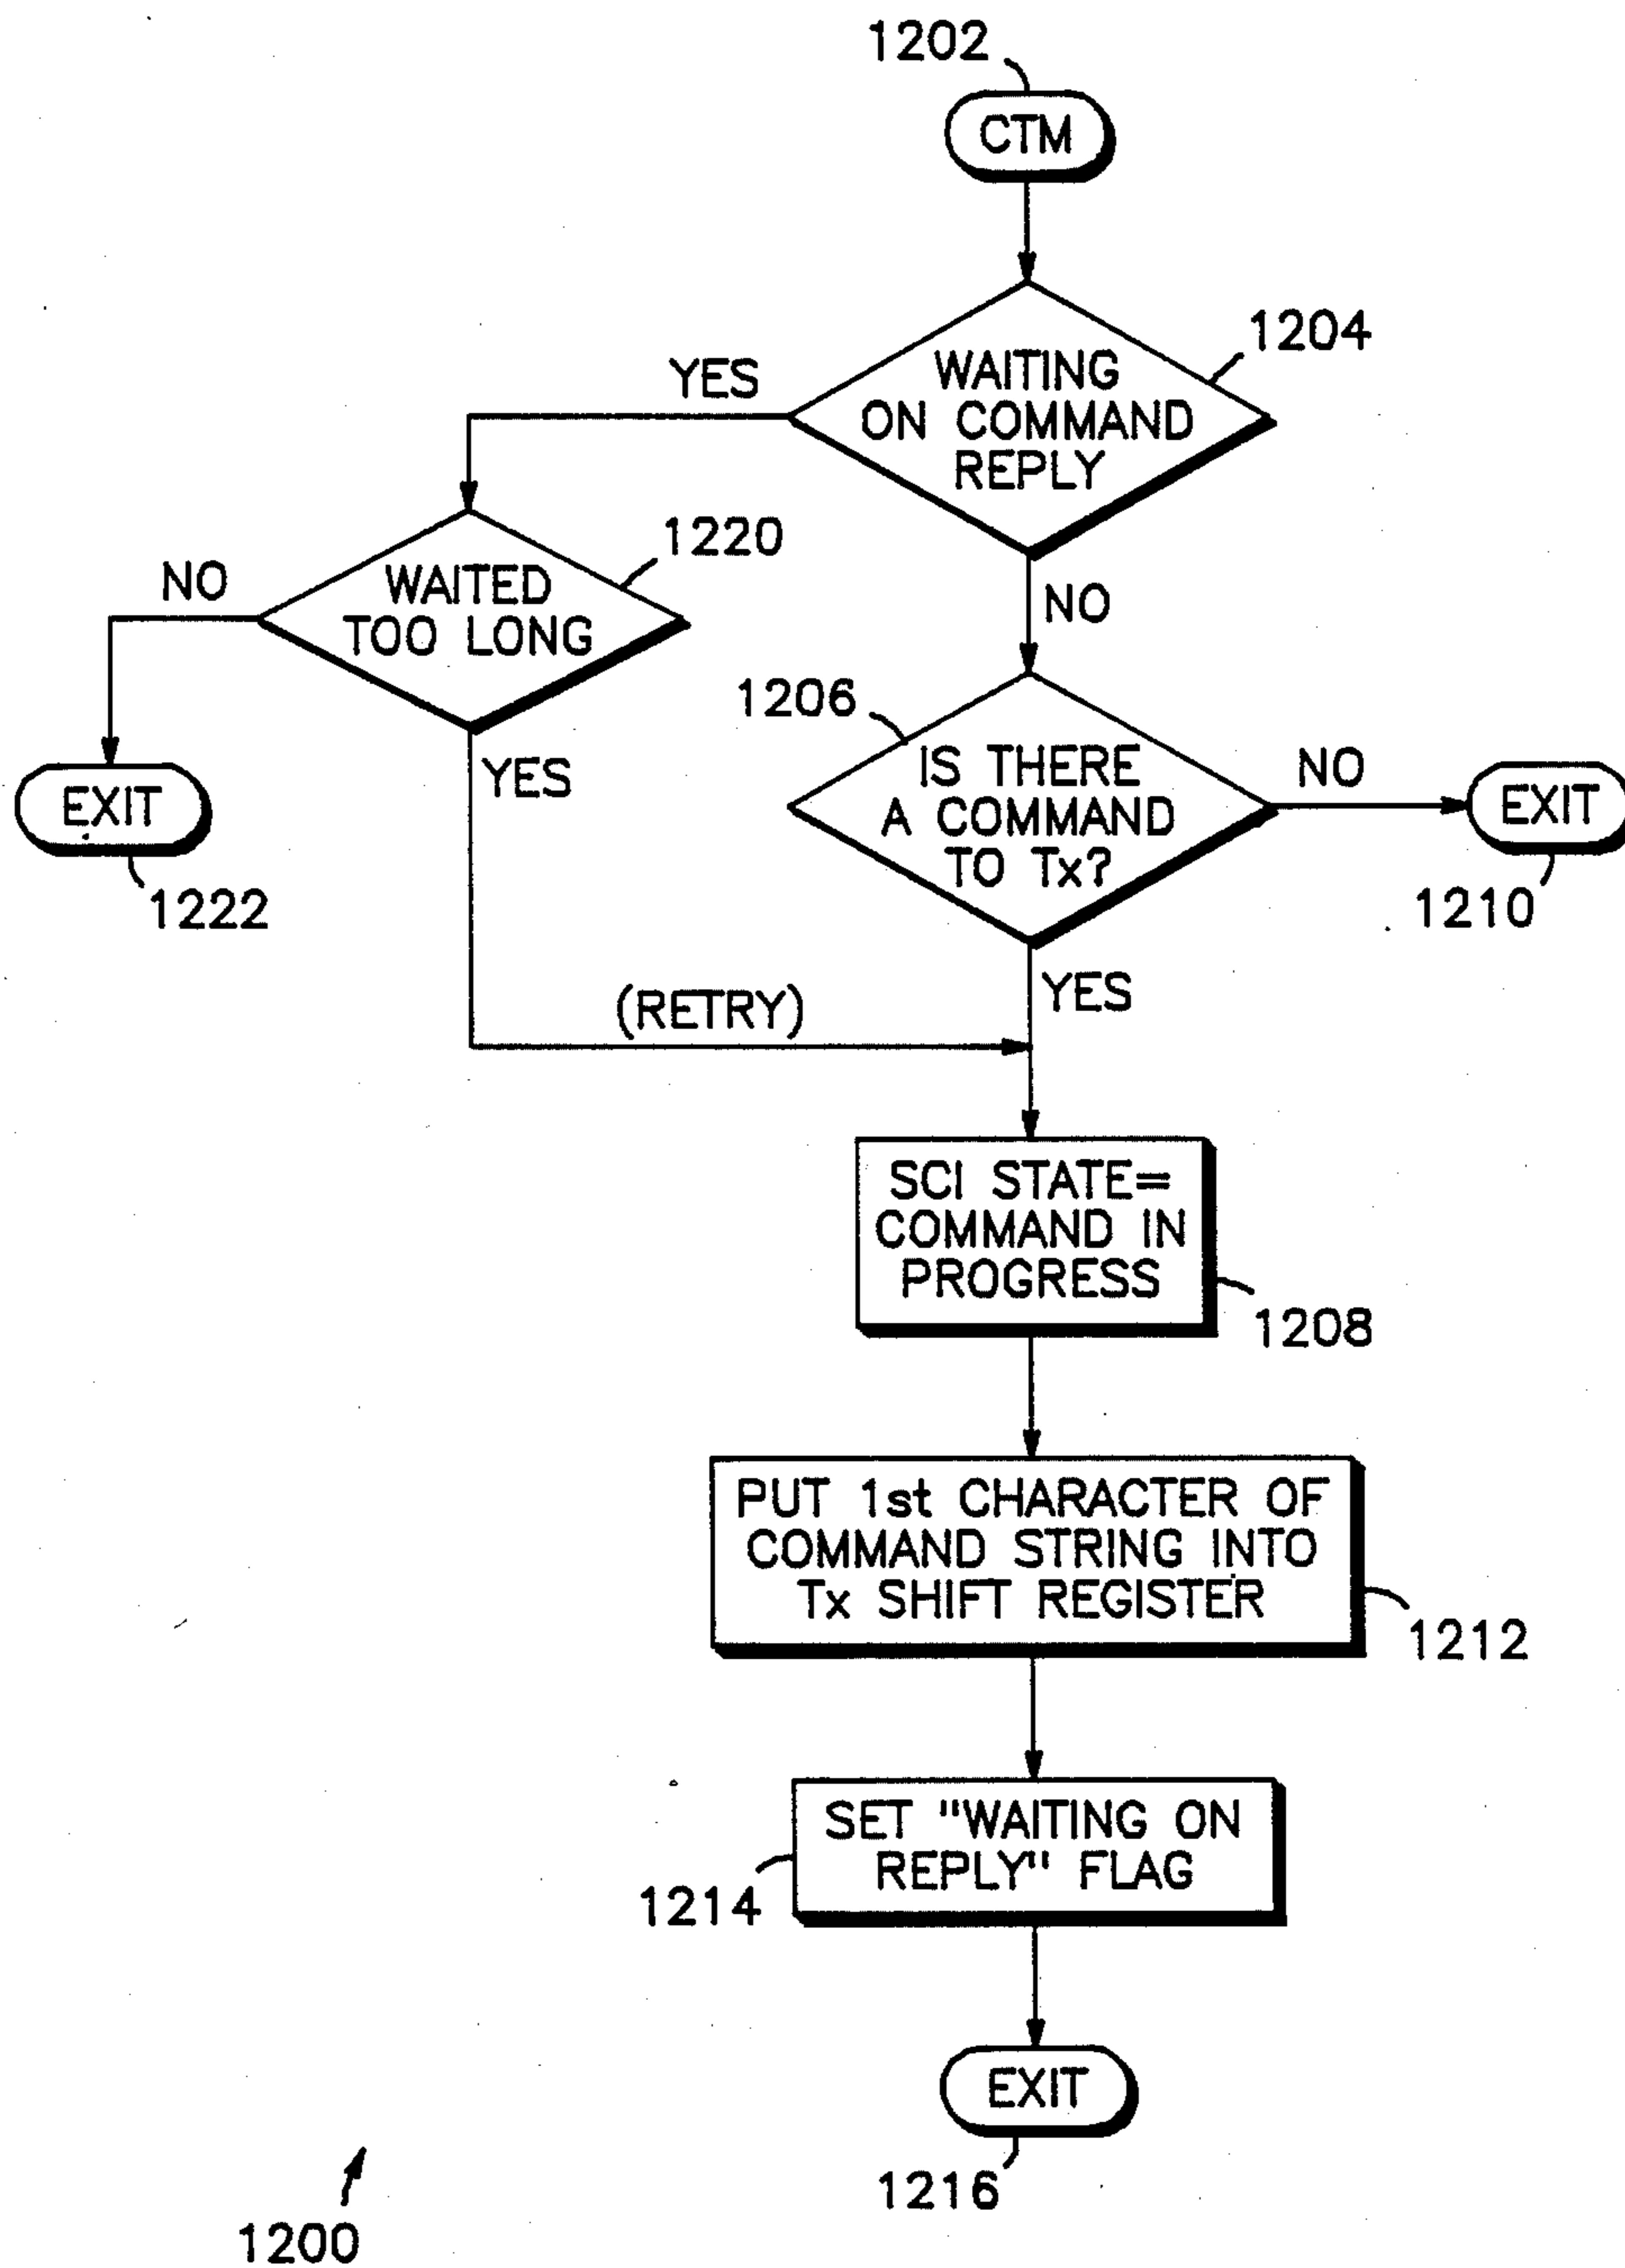 1202
CTM
1204
WAITING
ON COMMAND
REPLY
YES
NO
1220
WAITED
TOO LONG
NO
YES
EXIT
1222
1206
IS THERE
A COMMAND
TO Tx?
NO
EXIT
1210
YES
(RETRY)
SCI STATE=
COMMAND IN
PROGRESS
1208
PUT 1st CHARACTER OF
COMMAND STRING INTO
Tx SHIFT REGISTER
1212
SET "WAITING ON
REPLY" FLAG
1214
EXIT
1216
1200